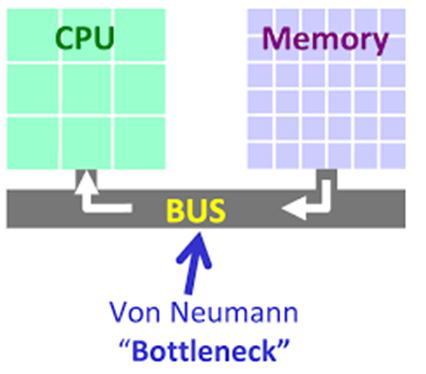 CPU
Memory
BUS
Von Neumann
“Bottleneck”